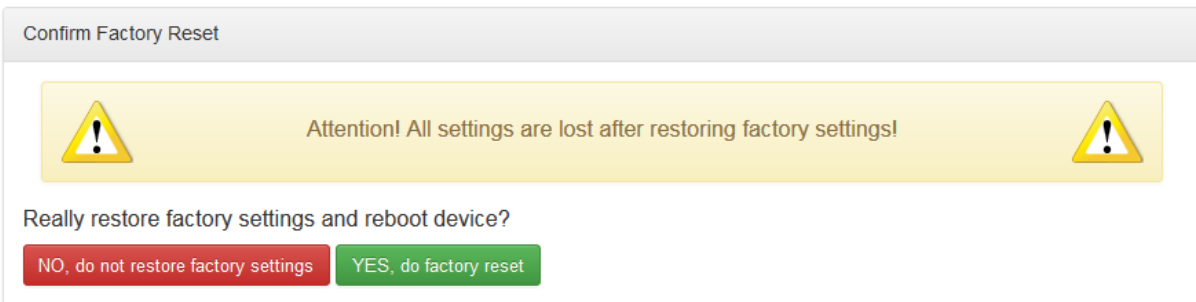 Confirm Factory Reset
Attention! All settings are lost after restoring factory settings!
Really restore factory settings and reboot device?
NO, do not restore factory settings YES, do factory reset